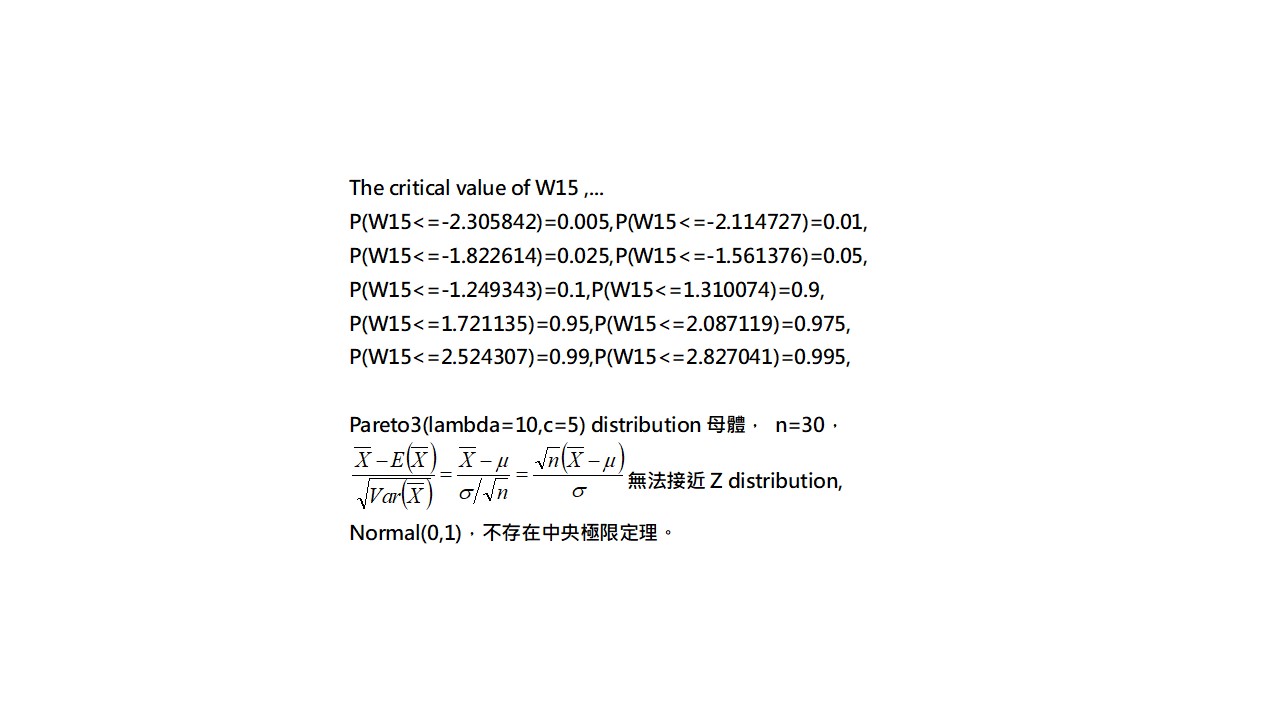 The critical value of W15 ,...
P(W15<=-2.305842)=0.005,P(W15<=-2.114727)=0.01,
P(W15<=-1.822614)=0.025,P(W15<=-1.561376)=0.05,
P(W15<=-1.249343)=0.1,P(W15<=1.310074)=0.9,
P(W15<=1.721135)=0.95,P(W15<=2.087119)=0.975,
P(W15<=2.524307)=0.99,P(W15<=2.827041)=0.995,
Pareto3(lambda=10,c=5) distribution 母體， n=30，
$\frac{\overline{X}-E(\overline{X})}{\sqrt{Var(\overline{X})}}=\frac{\overline{X}-\mu}{\sigma/\sqrt{n}}=\frac{\sqrt{n}(\overline{X}-\mu)}{\sigma}$ 無法接近 Z distribution,
Normal(0,1)，不存在中央極限定理。